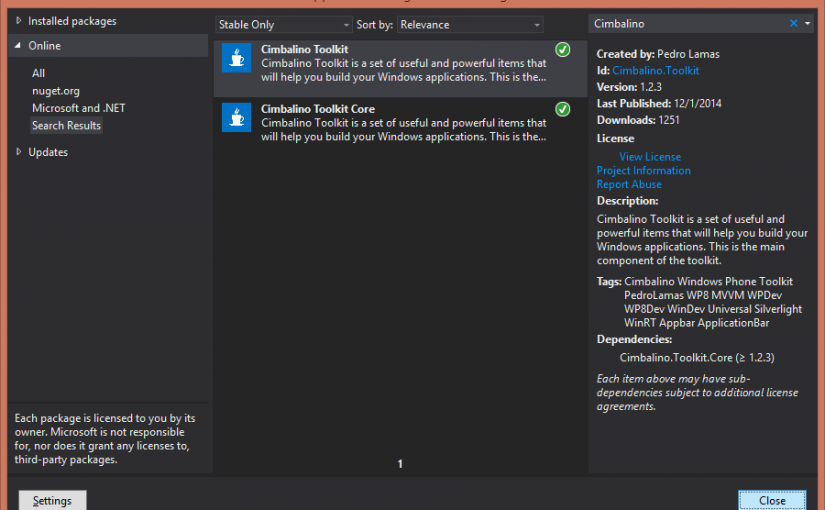 Installed packages
Online
All
nuget.org
Microsoft and .NET
Search Results
Updates
Each package is licensed to you by its
owner. Microsoft is not responsible
for, nor does it grant any licenses to,
third-party packages.
Settings
Stable Only
Sort by: Relevance
Cimbalino Toolkit
Cimbalino Toolkit is a set of useful and powerful items that
will help you build your Windows applications. This is the...
Cimbalino Toolkit Core
Cimbalino Toolkit is a set of useful and powerful items that
will help you build your Windows applications. This is the...
1
Cimbalino
Created by: Pedro Lamas
Id: Cimbalino.Toolkit
Version: 1.2.3
Last Published: 12/1/2014
Downloads: 1251
License
View License
Project Information
Report Abuse
Description:
Cimbalino Toolkit is a set of useful and
powerful items that will help you build your
Windows applications. This is the main
component of the toolkit.
Tags: Cimbalino Windows Phone Toolkit
PedroLamas WP8 MVVM WPDev
WP8Dev WinDev Universal Silverlight
WinRT Appbar ApplicationBar
Dependencies:
Cimbalino.Toolkit.Core (≥ 1.2.3)
Each item above may have sub-
dependencies subject to additional license
agreements.
Close